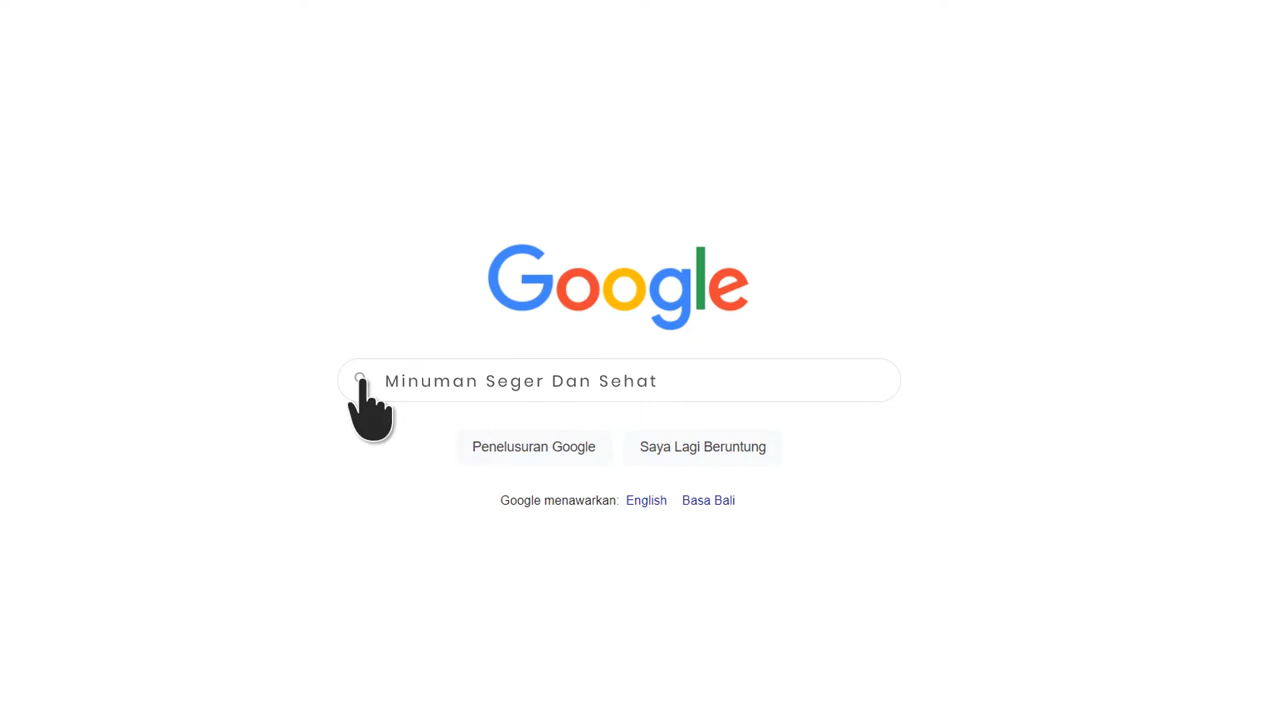 Google
Minuman Seger Dan Sehat
Penelusuran Google Saya Lagi Beruntung
Google menawarkan: English Basa Bali